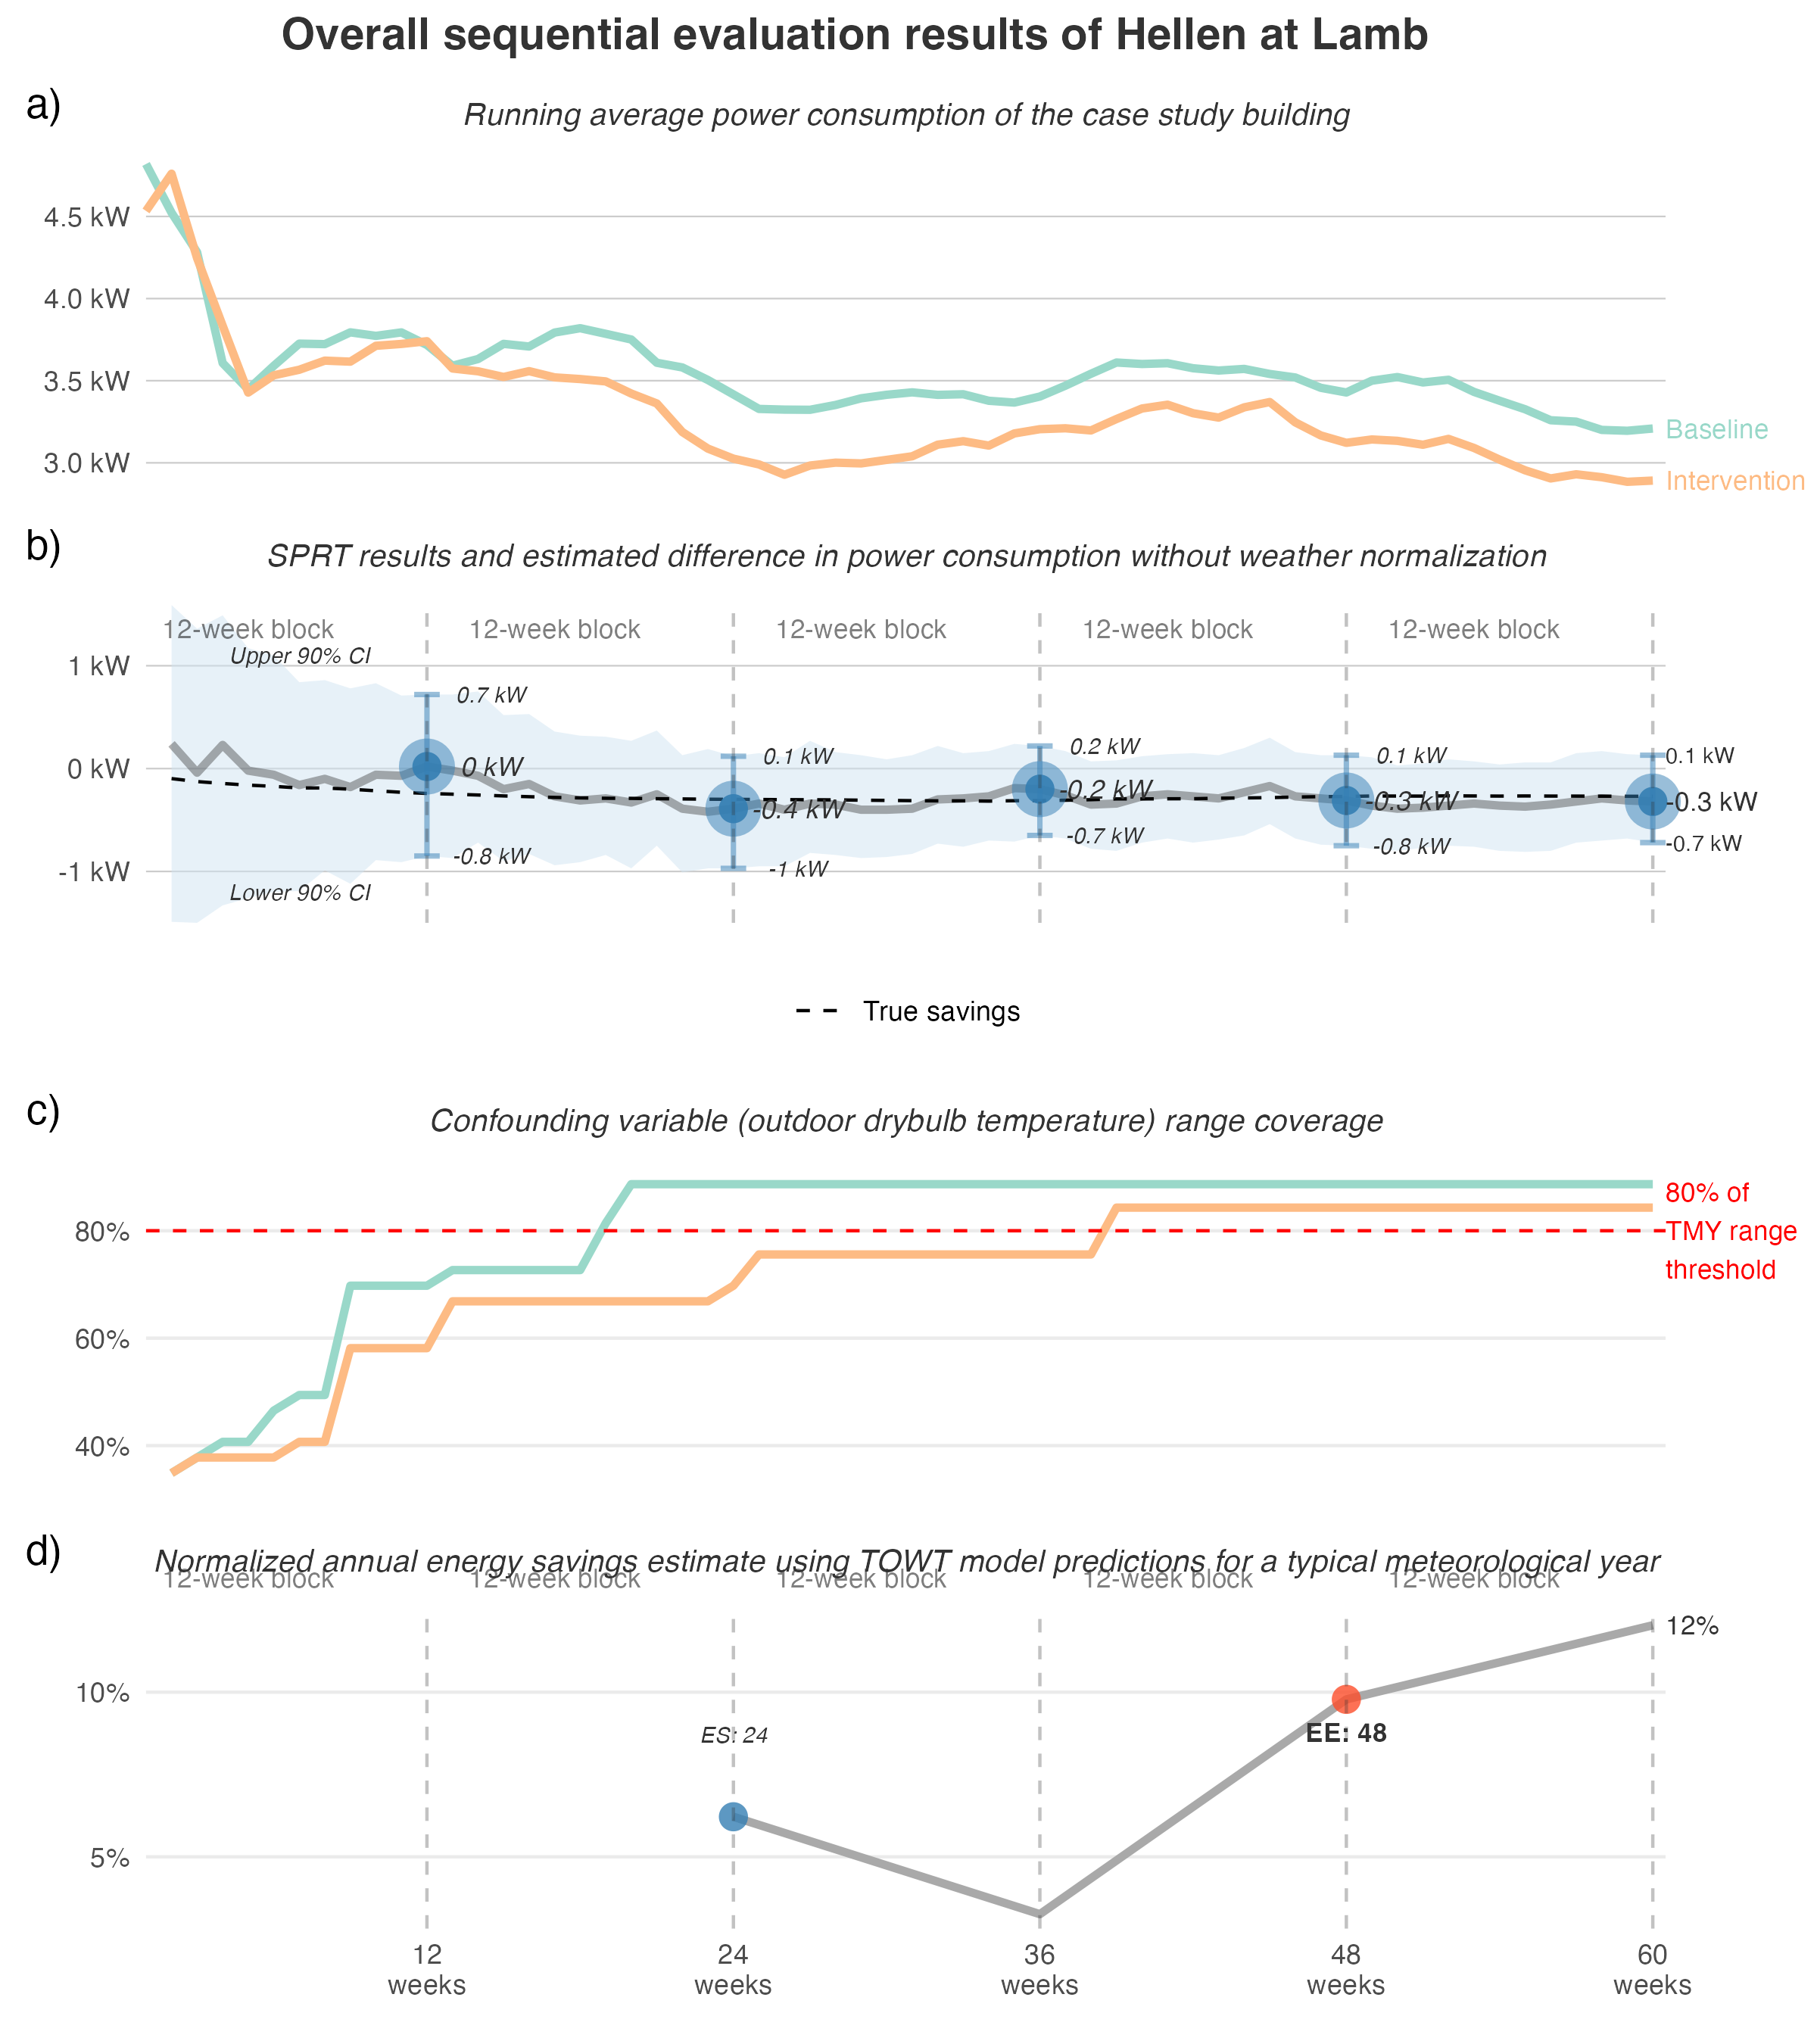 Overall sequential evaluation results of Hellen at Lamb
a)
Running average power consumption of the case study building
4.5 kW
4.0 kW
3.5 kW
3.0 kW
Baseline
Intervention
b)
SPRT results and estimated difference in power consumption without weather normalization
12-week block 12-week block 12-week block 12-week block 12-week block
Upper 90% CI
1 kW
0 kW
-1 kW
0.7 kW
0 kW
-0.8 kW
0.1 kW
-0.4 kW
-1 kW
0.2 kW
-0.2 kW
-0.7 kW
0.1 kW
-0.3 kW
-0.8 kW
0.1 kW
-0.3 kW
-0.7 kW
Lower 90% CI
True savings
c)
Confounding variable (outdoor drybulb temperature) range coverage
80%
60%
40%
80% of
TMY range
threshold
d)
Normalized annual energy savings estimate using TOWT model predictions for a typical meteorological year
12-week block 12-week block 12-week block 12-week block 12-week block
12%
10%
5%
ES: 24
EE: 48
12 24 36 48 60
weeks weeks weeks weeks weeks